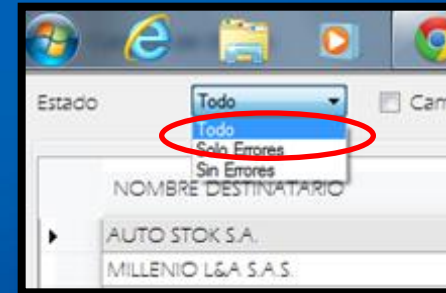 Estado Todo Cam
Todo
Solo Errores
Sin Errores
NOMBRE DESTINATARIO
AUTO STOK S.A.
MILLENIO L&A S.A.S.